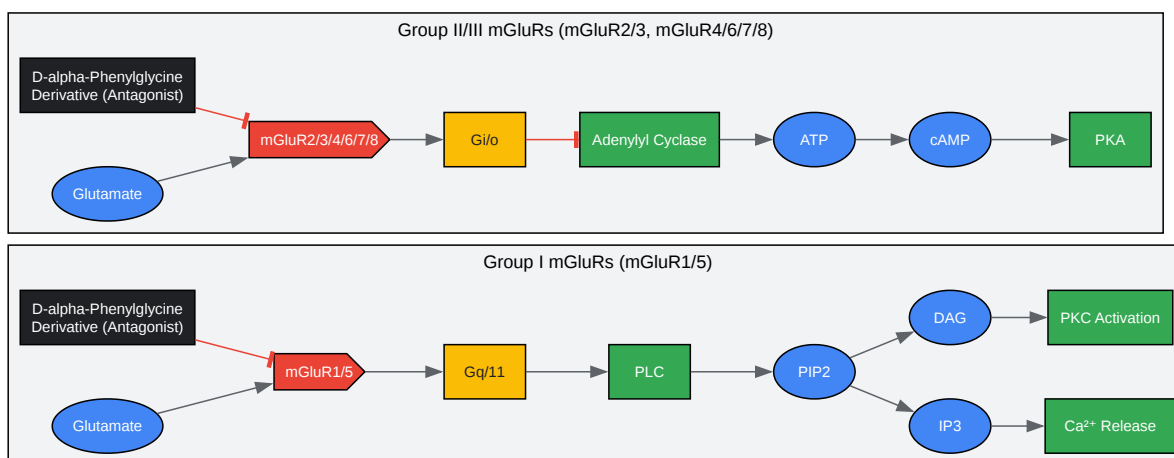 Group II/III mGluRs (mGluR2/3, mGluR4/6/7/8)
D-alpha-Phenylglycine
Derivative (Antagonist)
mGluR2/3/4/6/7/8
Gi/o
Adenylyl Cyclase
ATP
cAMP
PKA
Glutamate
Group I mGluRs (mGluR1/5)
D-alpha-Phenylglycine
Derivative (Antagonist)
DAG
PKC Activation
mGluR1/5
Gq/11
PLC
PIP2
Glutamate
IP3
Ca²⁺ Release